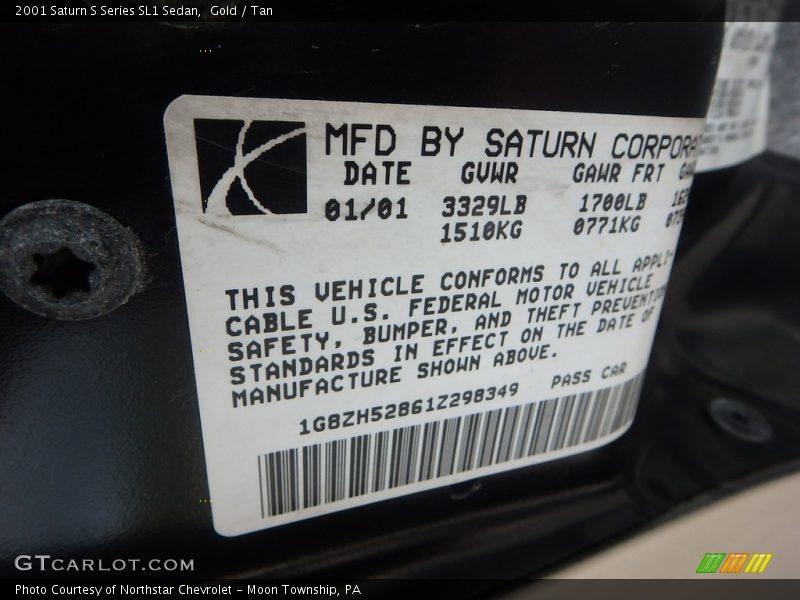 2001 Saturn S Series SL1 Sedan, Gold / Tan
MFD BY SATURN
DATE GVWR GAWR FRT
01/01 3329LB 1700LB
1510KG 0771KG
THIS VEHICLE CONFORMS TO ALL APPLI-
CABLE U.S. FEDERAL MOTOR VEHICLE
SAFETY, BUMPER, AND THEFT PREVENTION
STANDARDS IN EFFECT ON THE DATE OF
MANUFACTURE SHOWN ABOVE.
1G8ZH52861Z298349 PASS CAR
GTCARLOT.COM
Photo Courtesy of Northstar Chevrolet - Moon Township, PA